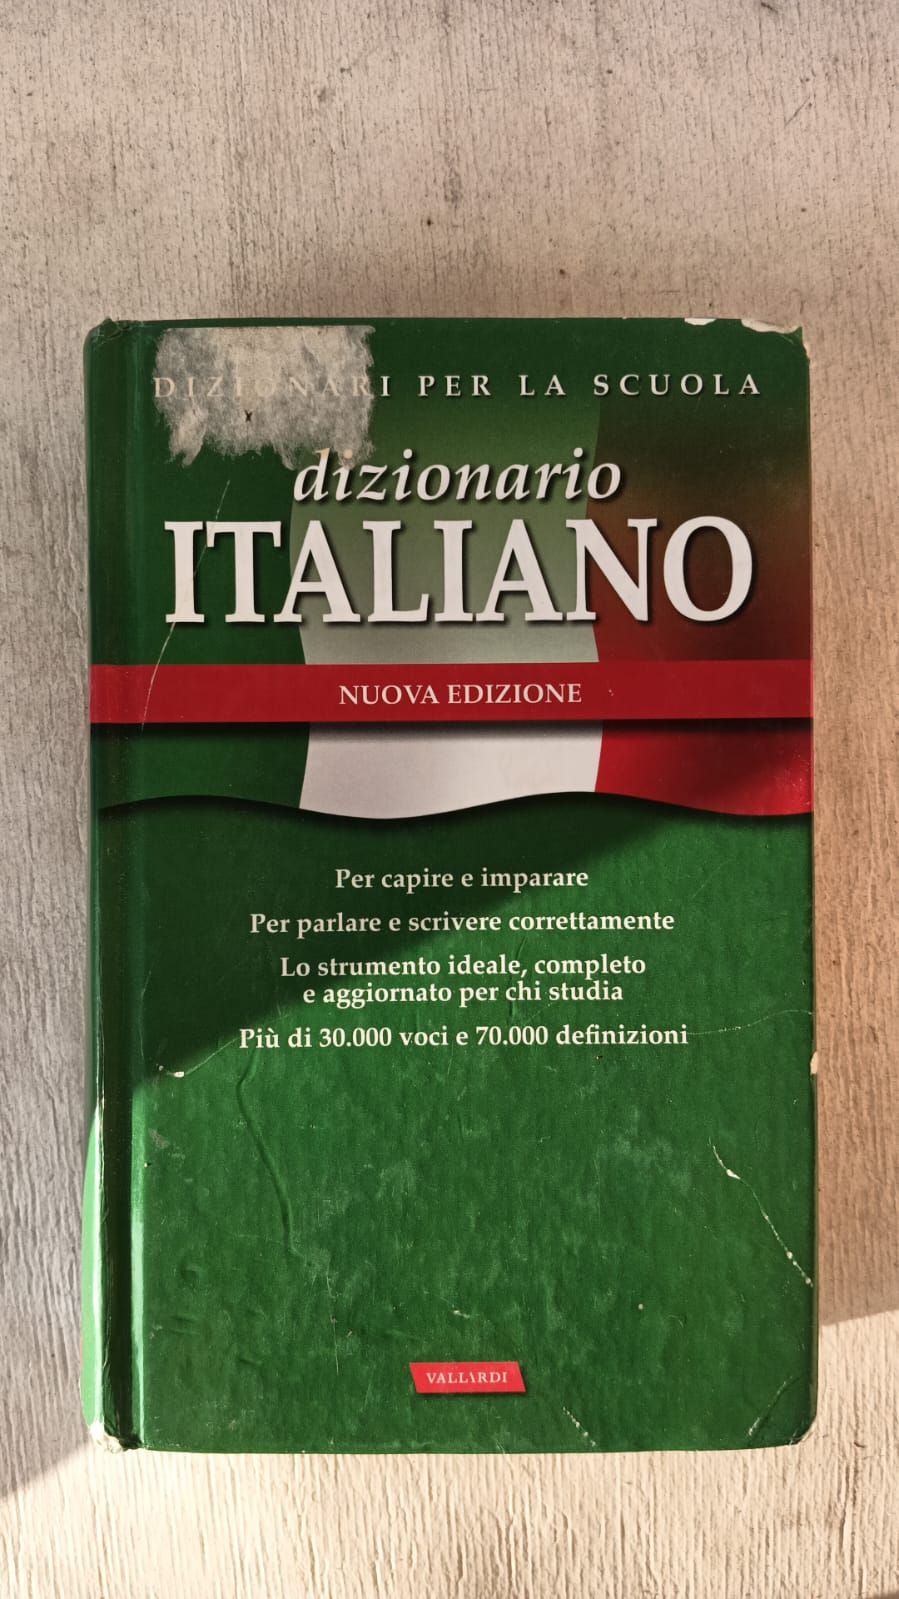 DIZIONARI PER LA SCUOLA
dizionario
ITALIANO
NUOVA EDIZIONE
Per capire e imparare
Per parlare e scrivere correttamente
Lo strumento ideale, completo
e aggiornato per chi studia
Più di 30.000 voci e 70.000 definizioni
VALLARDI